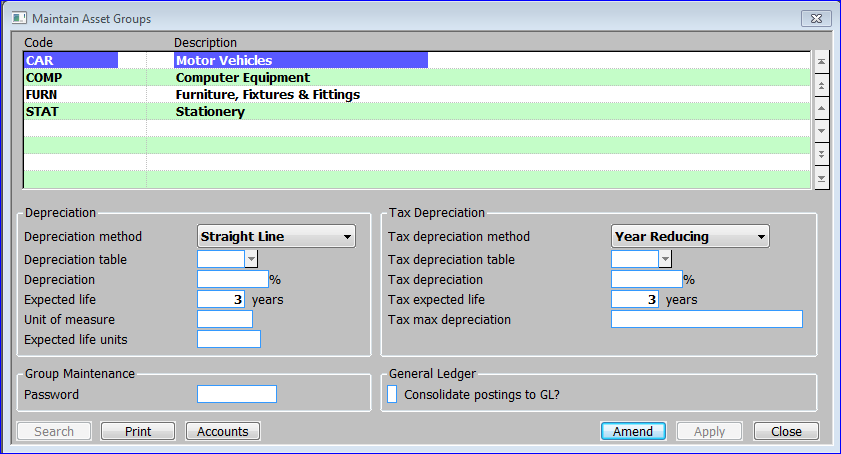 Maintain Asset Groups
Code Description
CAR Motor Vehicles
COMP Computer Equipment
FURN Furniture, Fixtures & Fittings
STAT Stationery
Depreciation
Depreciation method Straight Line
Depreciation table
Depreciation %
Expected life 3 years
Unit of measure
Expected life units
Tax Depreciation
Tax depreciation method Year Reducing
Tax depreciation table
Tax depreciation %
Tax expected life 3 years
Tax max depreciation
Group Maintenance
Password
General Ledger
Consolidate postings to GL?
Search Print Accounts Amend Apply Close